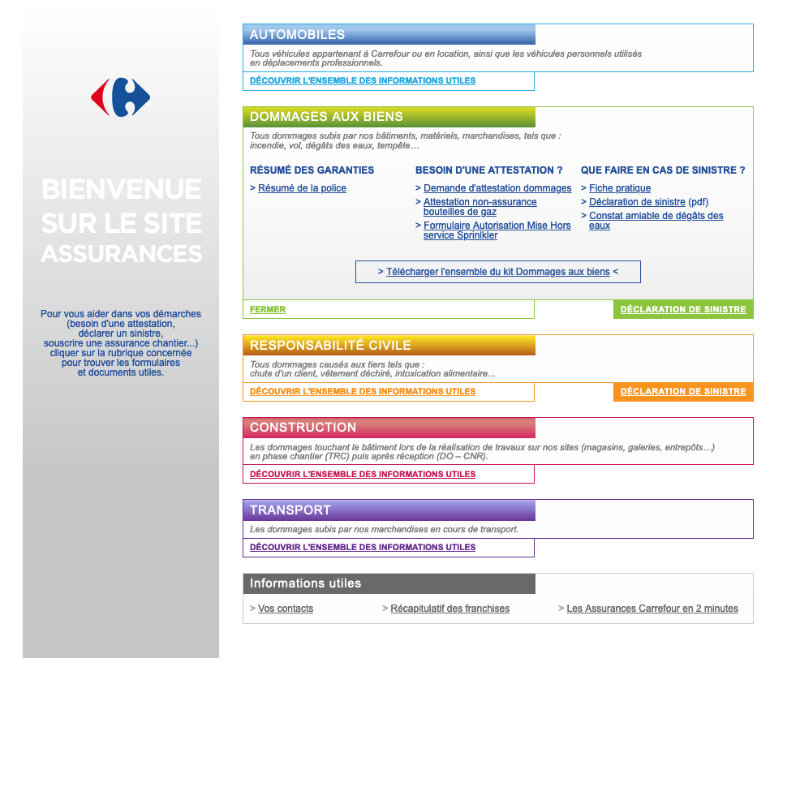 BIENVENUE
SUR LE SITE
ASSURANCES
Pour vous aider dans vos démarches
(besoin d'une attestation,
déclarer un sinistre,
souscrire une assurance chantier...)
cliquer sur la rubrique concernée
pour trouver les formulaires
et documents utiles.
AUTOMOBILES
Tous véhicules appartenant à Carrefour ou en location, ainsi que les véhicules personnels utilisés
en déplacements professionnels.
DÉCOUVRIR L'ENSEMBLE DES INFORMATIONS UTILES
DOMMAGES AUX BIENS
Tous dommages subis par nos bâtiments, matériels, marchandises, tels que :
incendie, vol, dégâts des eaux, tempête…
RÉSUMÉ DES GARANTIES
> Résumé de la police
BESOIN D'UNE ATTESTATION ?
> Demande d'attestation dommages
> Attestation non-assurance
bouteilles de gaz
> Formulaire Autorisation Mise Hors
service Sprinkler
QUE FAIRE EN CAS DE SINISTRE ?
> Fiche pratique
> Déclaration de sinistre (pdf)
> Constat amiable de dégâts des
eaux
> Télécharger l'ensemble du kit Dommages aux biens <
FERMER
DÉCLARATION DE SINISTRE
RESPONSABILITÉ CIVILE
Tous dommages causés aux tiers tels que :
chute d'un client, vêtement déchiré, intoxication alimentaire...
DÉCOUVRIR L'ENSEMBLE DES INFORMATIONS UTILES
DÉCLARATION DE SINISTRE
CONSTRUCTION
Les dommages touchant le bâtiment lors de la réalisation de travaux sur nos sites (magasins, galeries, entrepôts…)
en phase chantier (TRC) puis après réception (DO – CNR).
DÉCOUVRIR L'ENSEMBLE DES INFORMATIONS UTILES
TRANSPORT
Les dommages subis par nos marchandises en cours de transport.
DÉCOUVRIR L'ENSEMBLE DES INFORMATIONS UTILES
Informations utiles
> Vos contacts
> Récapitulatif des franchises
> Les Assurances Carrefour en 2 minutes